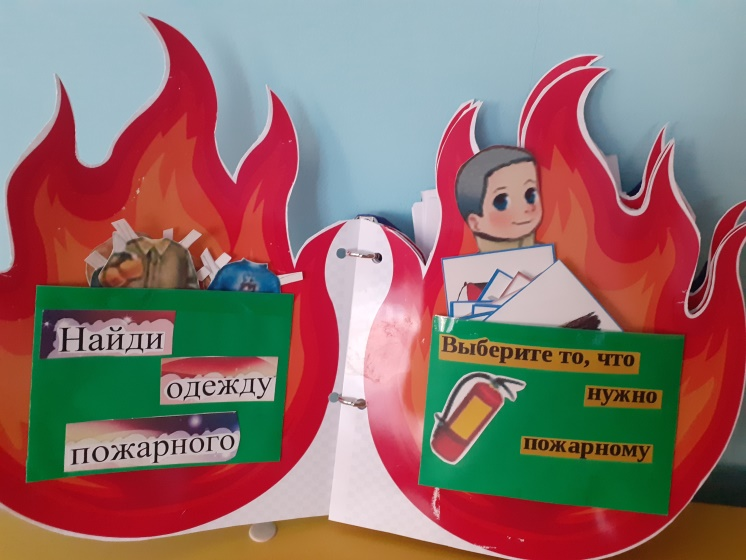 Найди
одежду
пожарного
Выберите то, что
нужно
пожарному